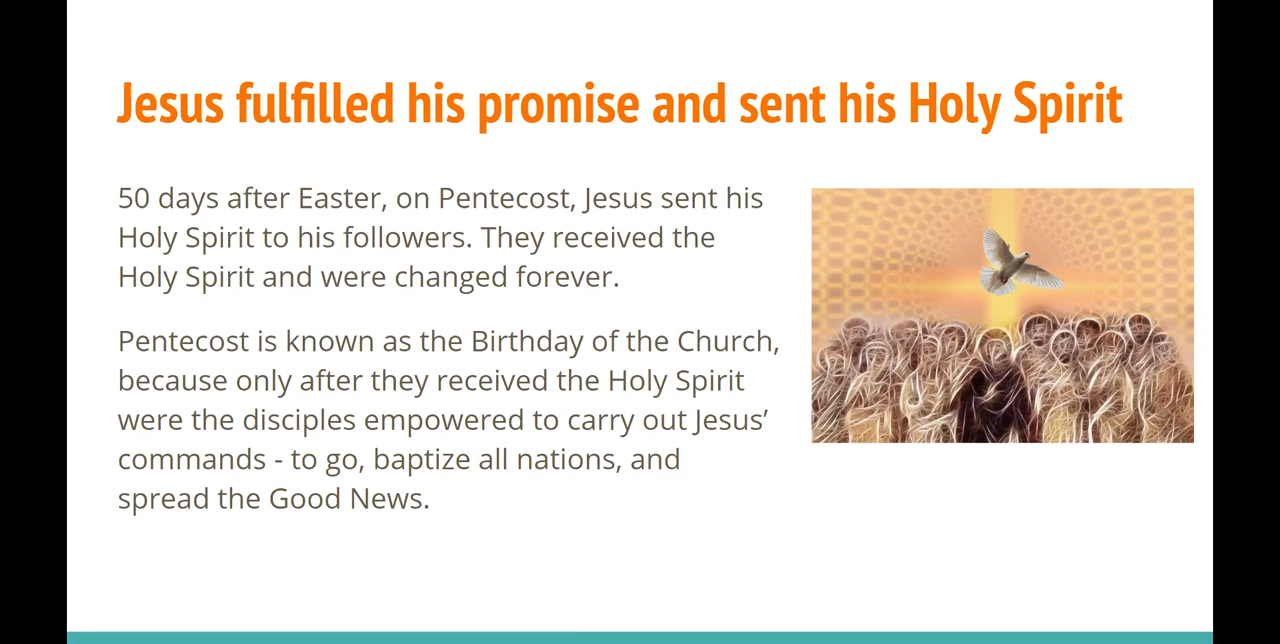 Jesus fulfilled his promise and sent his Holy Spirit
50 days after Easter, on Pentecost, Jesus sent his
Holy Spirit to his followers. They received the
Holy Spirit and were changed forever.
Pentecost is known as the Birthday of the Church,
because only after they received the Holy Spirit
were the disciples empowered to carry out Jesus’
commands - to go, baptize all nations, and
spread the Good News.